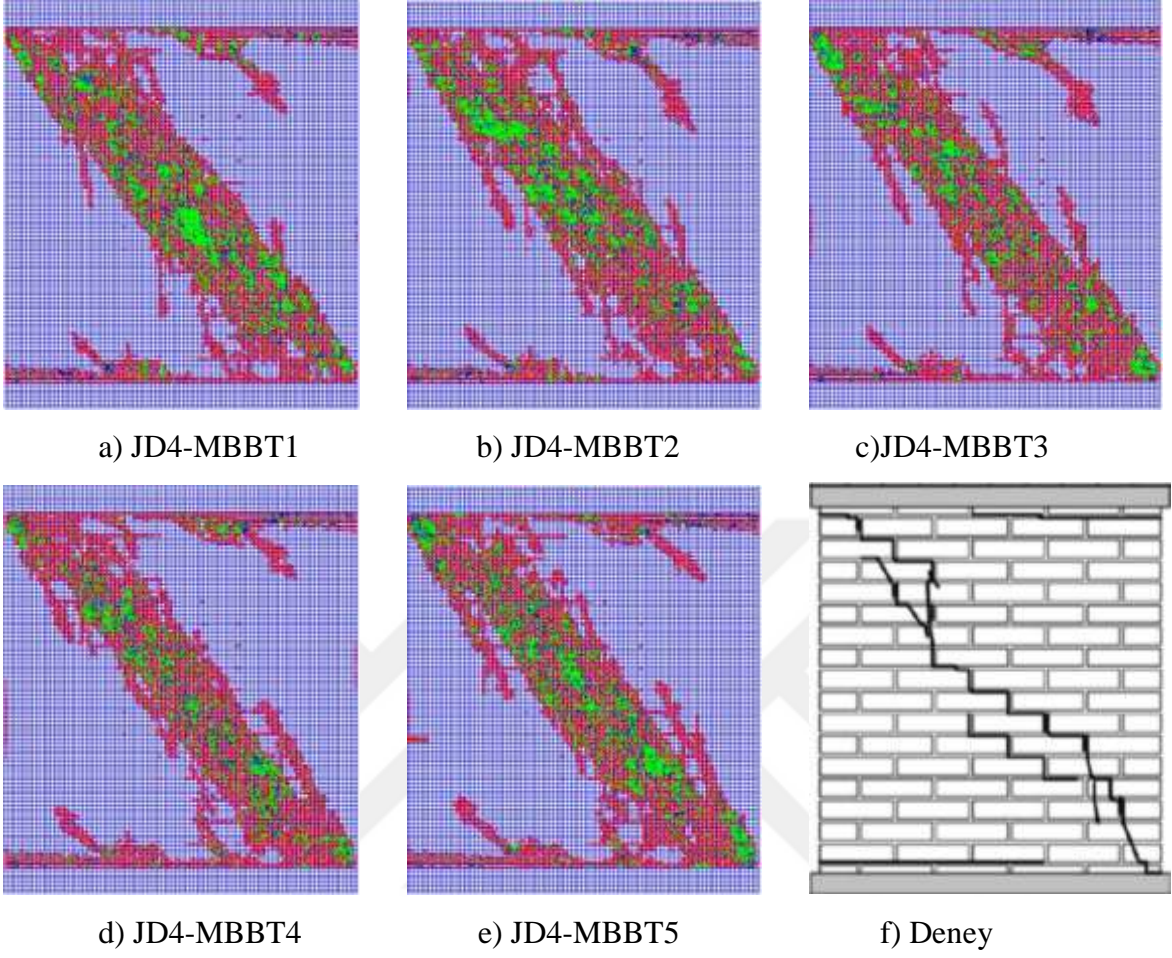 a) JD4-MBBT1
b) JD4-MBBT2
c)JD4-MBBT3
d) JD4-MBBT4
e) JD4-MBBT5
f) Deney